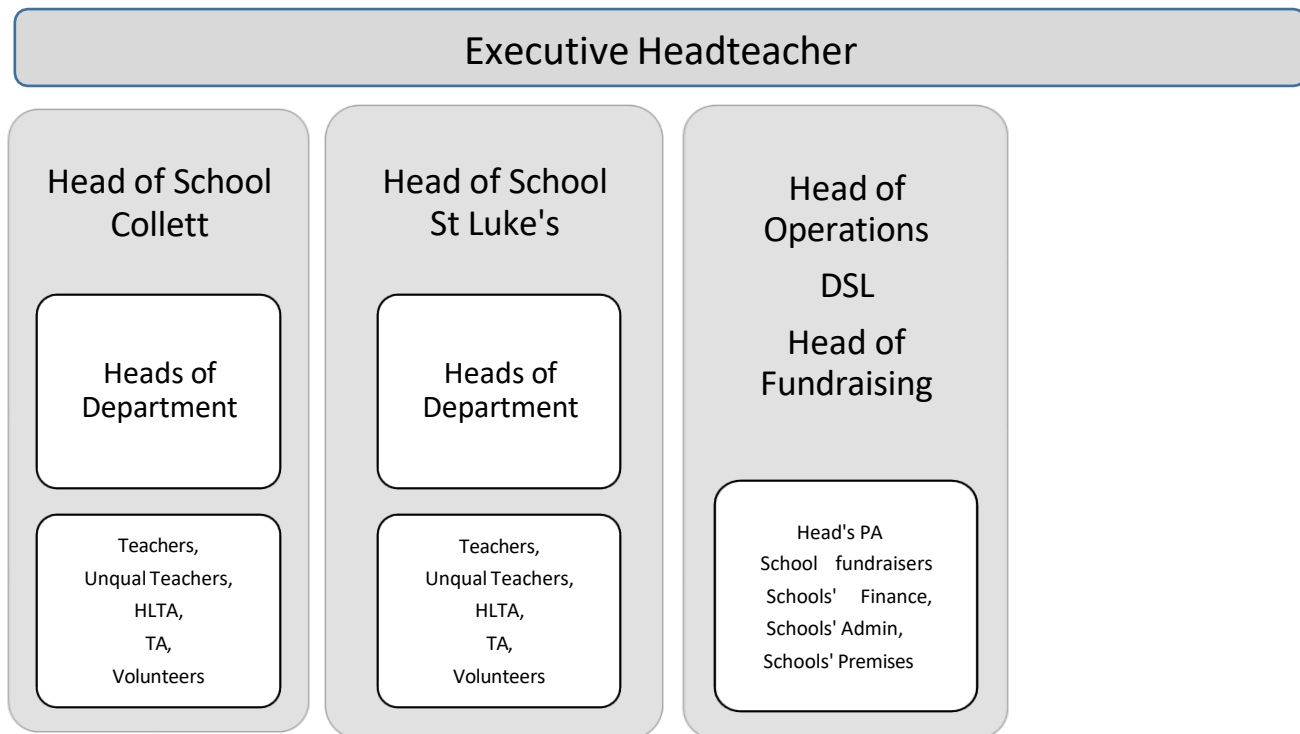 Executive Headteacher
Head of School
Collett
Heads of
Department
Teachers,
Unqual Teachers,
HLTA,
TA,
Volunteers
Head of School
St Luke's
Heads of
Department
Teachers,
Unqual Teachers,
HLTA,
TA,
Volunteers
Head of
Operations
DSL
Head of
Fundraising
Head's PA
School fundraisers
Schools' Finance,
Schools' Admin,
Schools' Premises